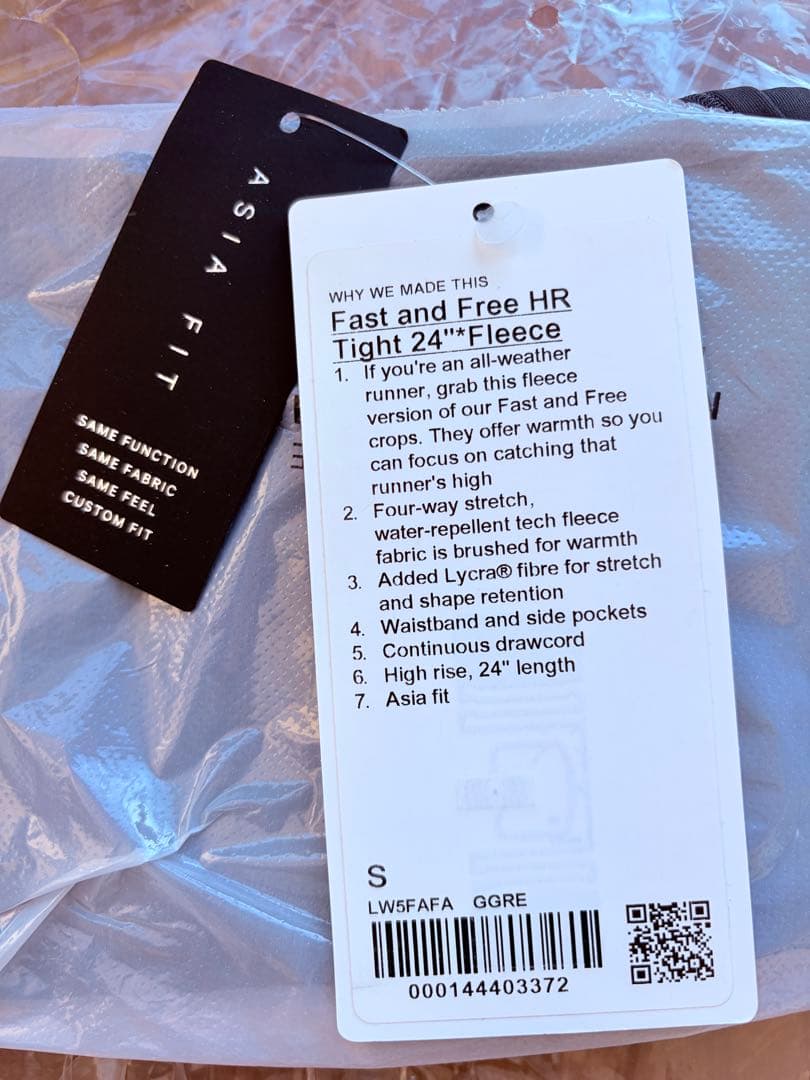 ASIA FIT
SAME FUNCTION
SAME FABRIC
SAME FEEL
CUSTOM FIT
WHY WE MADE THIS
Fast and Free HR
Tight 24"*Fleece
1. If you're an all-weather
runner, grab this fleece
version of our Fast and Free
crops. They offer warmth so you
can focus on catching that
runner's high
2. Four-way stretch,
water-repellent tech fleece
fabric is brushed for warmth
3. Added Lycra® fibre for stretch
and shape retention
4. Waistband and side pockets
5. Continuous drawcord
6. High rise, 24" length
7. Asia fit
S
LW5FAFA GGRE
000144403372